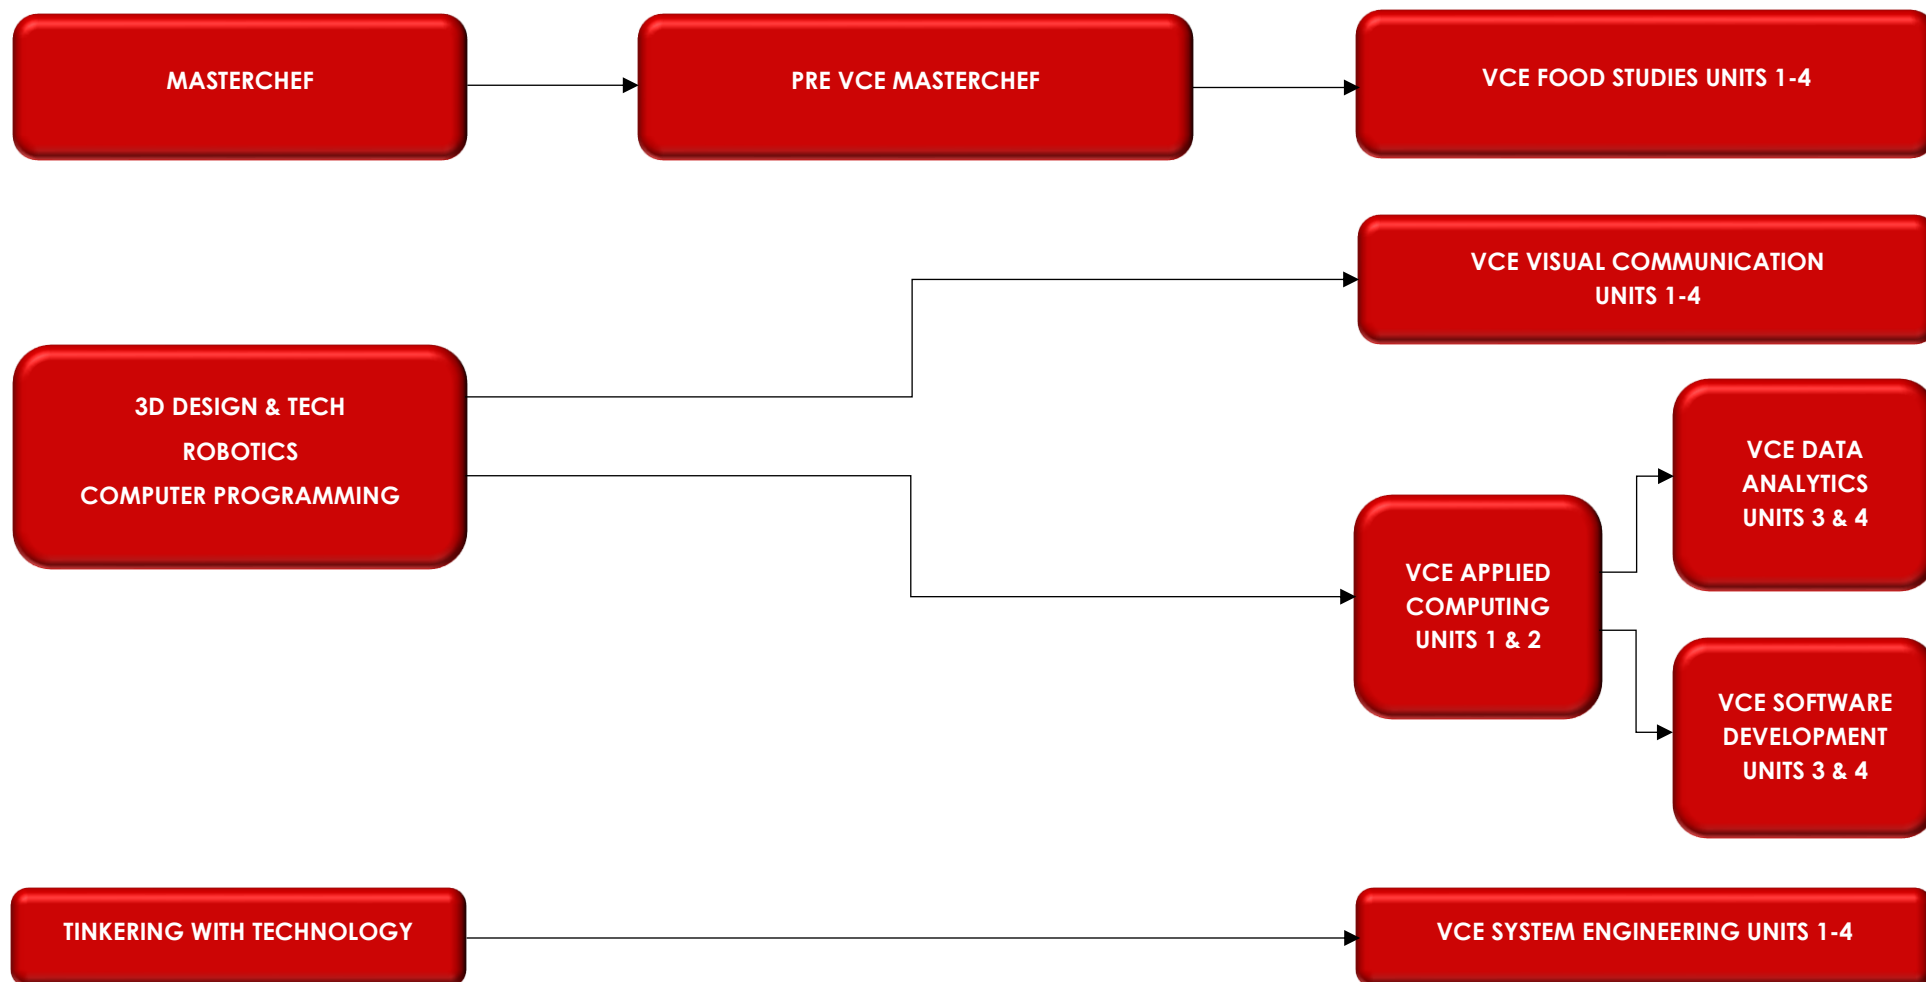 MASTERCHEF
PRE VCE MASTERCHEF
VCE FOOD STUDIES UNITS 1-4
VCE VISUAL COMMUNICATION
UNITS 1-4
3D DESIGN & TECH
ROBOTICS
COMPUTER PROGRAMMING
VCE DATA
ANALYTICS
UNITS 3 & 4
VCE APPLIED
COMPUTING
UNITS 1 & 2
VCE SOFTWARE
DEVELOPMENT
UNITS 3 & 4
TINKERING WITH TECHNOLOGY
VCE SYSTEM ENGINEERING UNITS 1-4